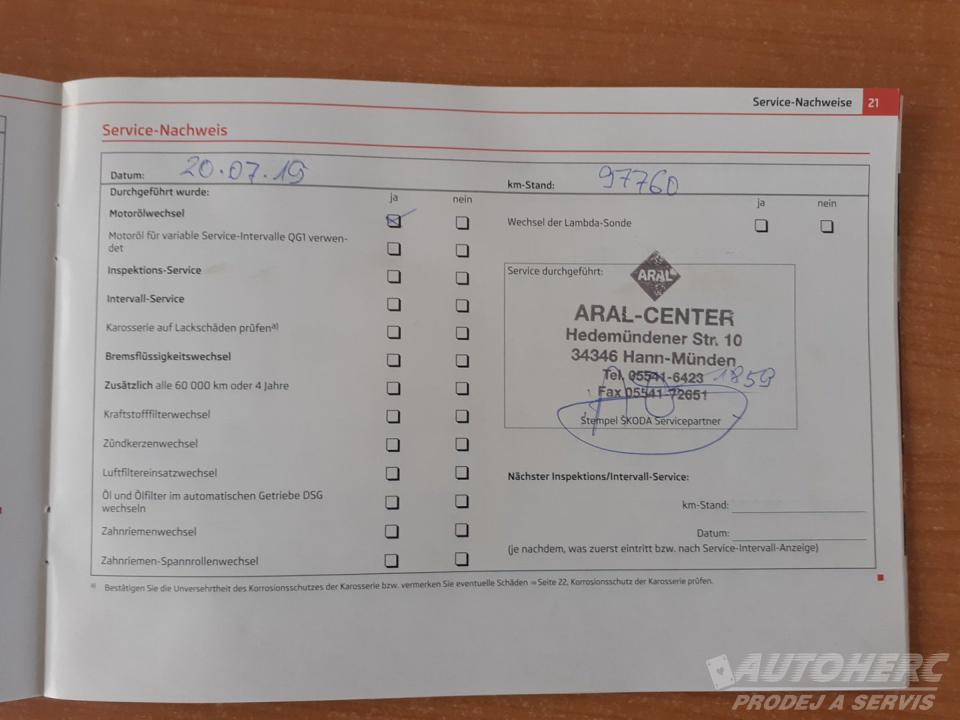 Service-Nachweise 21
Service-Nachweis
Datum: 20.07.19
km-Stand: 97760
Durchgeführt wurde:
ja nein
Motorölwechsel
Motoröl für variable Service-Intervalle QG1 verwen-
det
Inspektions-Service
Intervall-Service
Karosserie auf Lackschäden prüfen a)
Bremsflüssigkeitswechsel
Zusätzlich alle 60 000 km oder 4 Jahre
Kraftstofffilterwechsel
Zündkerzenwechsel
Luftfiltereinsatzwechsel
Öl und Ölfilter im automatischen Getriebe DSG
wechseln
Zahnriemenwechsel
Zahnriemen-Spannrollenwechsel
ja nein
Wechsel der Lambda-Sonde
Service durchgeführt:
ARAL
ARAL-CENTER
Hedemündener Str. 10
34346 Hann-Münden
Tel. 05541-6423 1859
Fax 05541-72651
Stempel ŠKODA Servicepartner
Nächster Inspektions/Intervall-Service:
km-Stand:
Datum:
(je nachdem, was zuerst eintritt bzw. nach Service-Intervall-Anzeige)
a) Bestätigen Sie die Unversehrtheit des Korrosionsschutzes der Karosserie bzw. vermerken Sie eventuelle Schäden ⇒ Seite 22, Korrosionsschutz der Karosserie prüfen.
AUTOHERC
PRODEJ A SERVIS